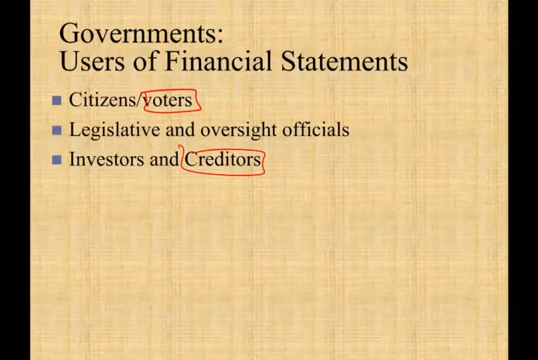 Governments:
Users of Financial Statements
Citizens/voters
Legislative and oversight officials
Investors and Creditors